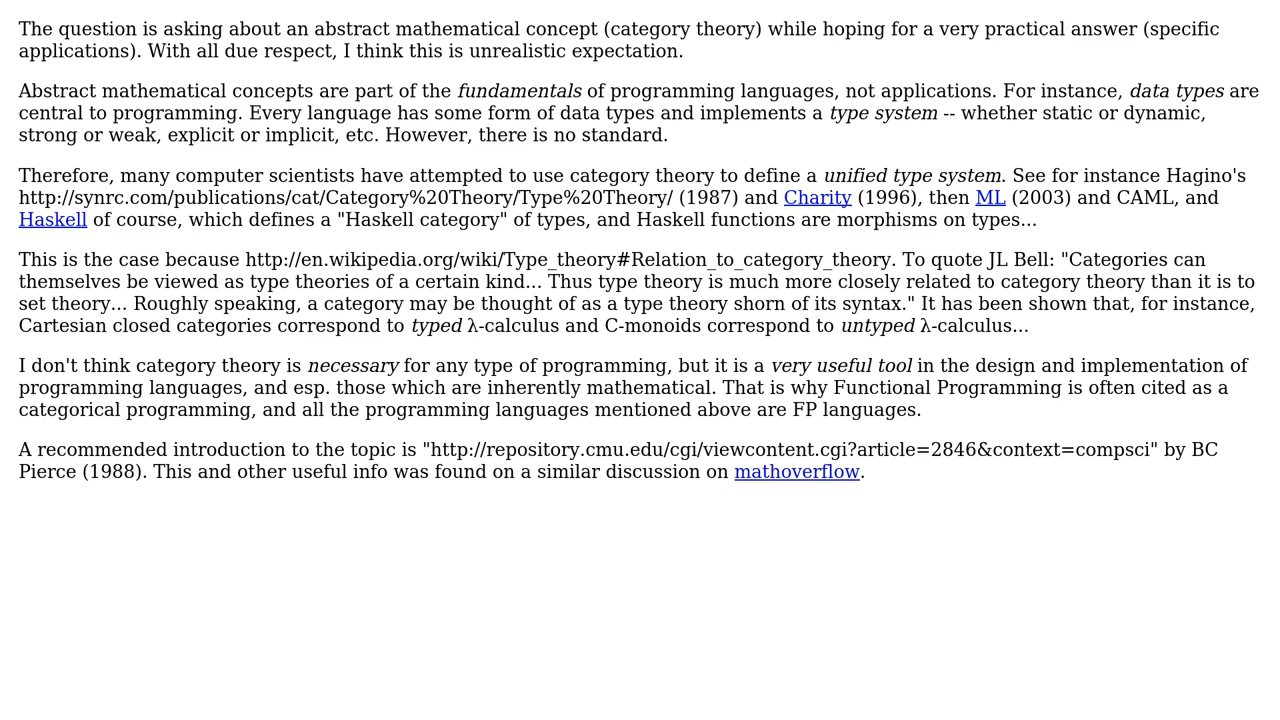 The question is asking about an abstract mathematical concept (category theory) while hoping for a very practical answer (specific
applications). With all due respect, I think this is unrealistic expectation.
Abstract mathematical concepts are part of the fundamentals of programming languages, not applications. For instance, data types are
central to programming. Every language has some form of data types and implements a type system -- whether static or dynamic,
strong or weak, explicit or implicit, etc. However, there is no standard.
Therefore, many computer scientists have attempted to use category theory to define a unified type system. See for instance Hagino's
http://synrc.com/publications/cat/Category%20Theory/Type%20Theory/ (1987) and Charity (1996), then ML (2003) and CAML, and
Haskell of course, which defines a "Haskell category" of types, and Haskell functions are morphisms on types...
This is the case because http://en.wikipedia.org/wiki/Type_theory#Relation_to_category_theory. To quote JL Bell: "Categories can
themselves be viewed as type theories of a certain kind... Thus type theory is much more closely related to category theory than it is to
set theory... Roughly speaking, a category may be thought of as a type theory shorn of its syntax." It has been shown that, for instance,
Cartesian closed categories correspond to typed λ-calculus and C-monoids correspond to untyped λ-calculus...
I don't think category theory is necessary for any type of programming, but it is a very useful tool in the design and implementation of
programming languages, and esp. those which are inherently mathematical. That is why Functional Programming is often cited as a
categorical programming, and all the programming languages mentioned above are FP languages.
A recommended introduction to the topic is "http://repository.cmu.edu/cgi/viewcontent.cgi?article=2846&context=compsci" by BC
Pierce (1988). This and other useful info was found on a similar discussion on mathoverflow.